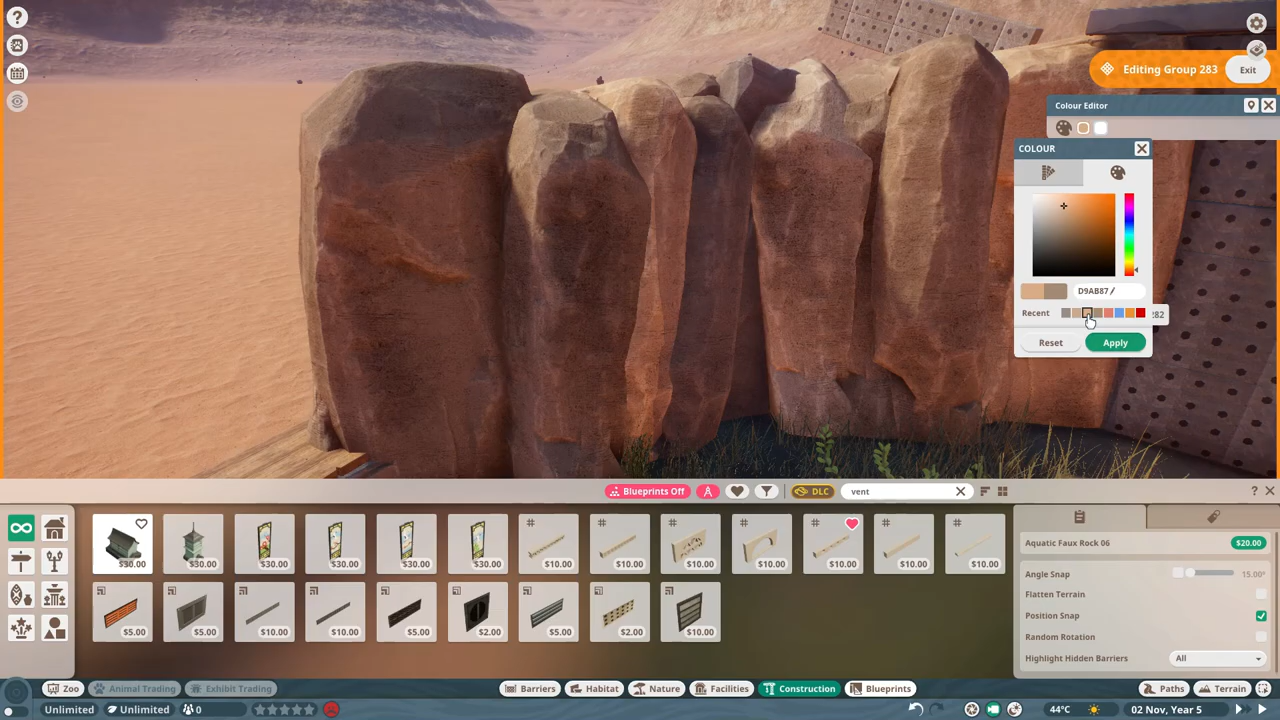 ?
Editing Group 283
Exit
Colour Editor
COLOUR
D9AB87
Recent
282
Reset
Apply
Blueprints Off
DLC
vent
?
$30.00
$30.00
$30.00
$30.00
$30.00
$30.00
$10.00
$10.00
$10.00
$10.00
$10.00
$10.00
$10.00
$5.00
$5.00
$10.00
$10.00
$5.00
$2.00
$5.00
$2.00
$10.00
Aquatic Faux Rock 06
$20.00
Angle Snap
15.00°
Flatten Terrain
Position Snap
Random Rotation
Highlight Hidden Barriers
All
Zoo
Animal Trading
Exhibit Trading
Barriers
Habitat
Nature
Facilities
Construction
Blueprints
Paths
Terrain
Unlimited
Unlimited
0
44°C
02 Nov, Year 5